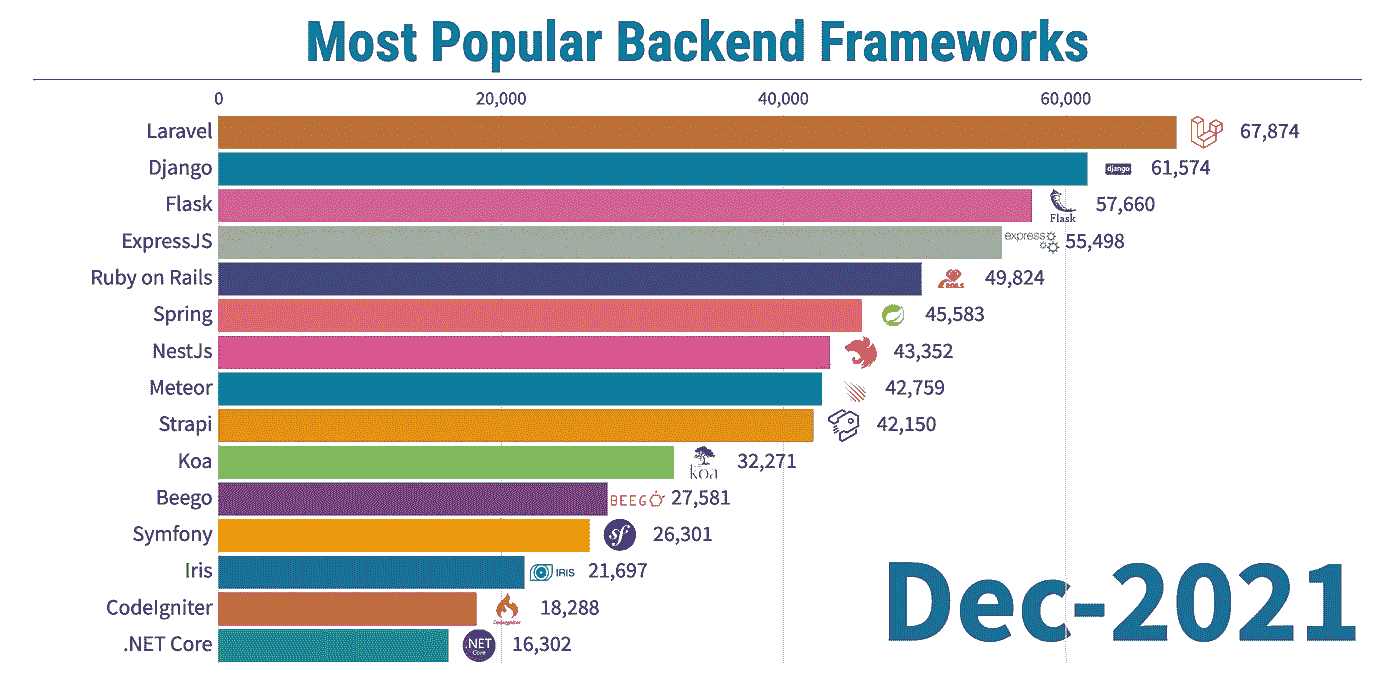 Most Popular Backend Frameworks
0 20,000 40,000 60,000
Laravel 67,874
Django django 61,574
Flask Flask 57,660
ExpressJS express 55,498
Ruby on Rails RAILS 49,824
Spring 45,583
NestJs 43,352
Meteor 42,759
Strapi 42,150
Koa koa 32,271
Beego BEEGO 27,581
Symfony sf 26,301
Iris IRIS 21,697
CodeIgniter CodeIgniter 18,288
.NET Core .NET Core 16,302
Dec-2021